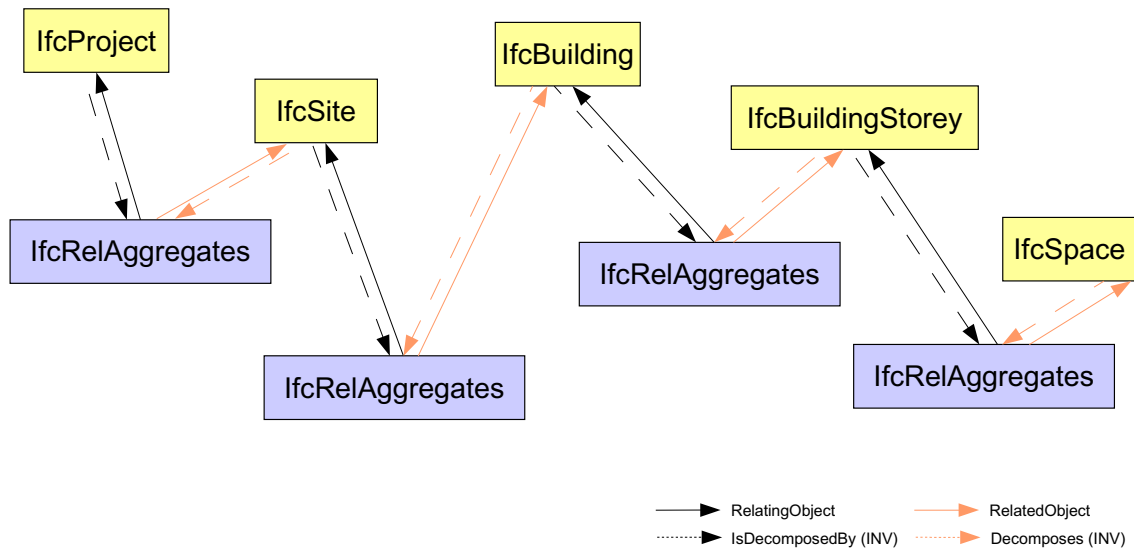 IfcProject
IfcBuilding
IfcSite
IfcBuildingStorey
IfcRelAggregates
IfcRelAggregates
IfcSpace
IfcRelAggregates
IfcRelAggregates
RelatingObject
RelatedObject
IsDecomposedBy (INV)
Decomposes (INV)